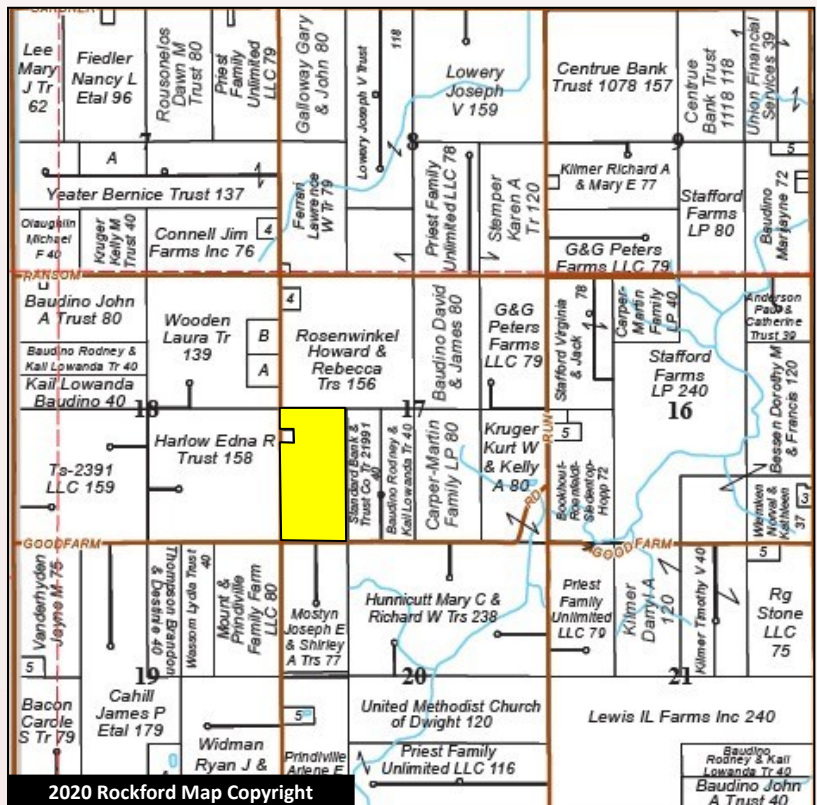 GARDNER
Lee
Mary
J Tr
62
Fiedler
Nancy L
Etal 96
Rousonelos
Dawn M
Trust 80
Priest
Family
Unlimited
LLC 79
Galloway Gary
& John 80
Lowery Joseph V Trust
118
Lowery
Joseph
V 159
Centrue Bank
Trust 1078 157
Centrue
Bank Trust
1118 118
Union Financial
Services 39
7
8
9
A
Yeater Bernice Trust 137
Ferrari
Lawrence
W Tr 79
Priest Family
Unlimited LLC 78
Stemper
Karen A
Tr 120
Kilmer Richard A
& Mary E 77
Stafford
Farms
LP 80
5
Baudino
Marjayne 72
Olaughlin
Michael
F 40
Kruger
Kelly M
Trust 40
Connell Jim
Farms Inc 76
4
G&G Peters
Farms LLC 79
RANSOM
Baudino John
A Trust 80
Wooden
Laura Tr
139
B
A
4
Rosenwinkel
Howard &
Rebecca
Trs 156
Baudino David
& James 80
G&G
Peters
Farms
LLC 79
Stafford Virginia
& Jack
78
Carper-
Martin
Family
LP 40
Stafford
Farms
LP 240
Anderson
Paul &
Catherine
Trust 39
Baudino Rodney &
Kail Lowanda Tr 40
Kail Lowanda
Baudino 40
Bessen Dorothy M
& Francis 120
18
17
16
Ts-2391
LLC 159
Harlow Edna R
Trust 158
Standard Bank &
Trust Co Tr 21991
40
Baudino Rodney &
Kail Lowanda Tr 40
Carper-Martin
Family LP 80
Kruger
Kurt W
& Kelly
A 80
RUN
RD
5
Bookhout-
Roenfeldt-
Siedentop-
Hopp 72
Wiemken
Norval &
Kathleen
37
3
GOODFARM
GOODFARM
Vanderhyden
Jayne M 75
5
Thompson Brandon
& Destinie 40
Wassom Lydia Trust
40
Mount &
Prindiville
Family Farm
LLC 80
Mostyn
Joseph E
& Shirley
A Trs 77
Hunnicutt Mary C &
Richard W Trs 238
Priest
Family
Unlimited
LLC 79
Kilmer
Darryl A
120
Kilmer Timothy V 40
5
Rg
Stone
LLC
75
19
20
21
Bacon
Carole
S Tr 79
Cahill
James P
Etal 179
Widman
Ryan J &
5
Prindiville
Arlene E
United Methodist Church
of Dwight 120
Priest Family
Unlimited LLC 116
Lewis IL Farms Inc 240
Baudino
Rodney & Kail
Lowanda Tr 40
Baudino John
A Trust 40
2020 Rockford Map Copyright